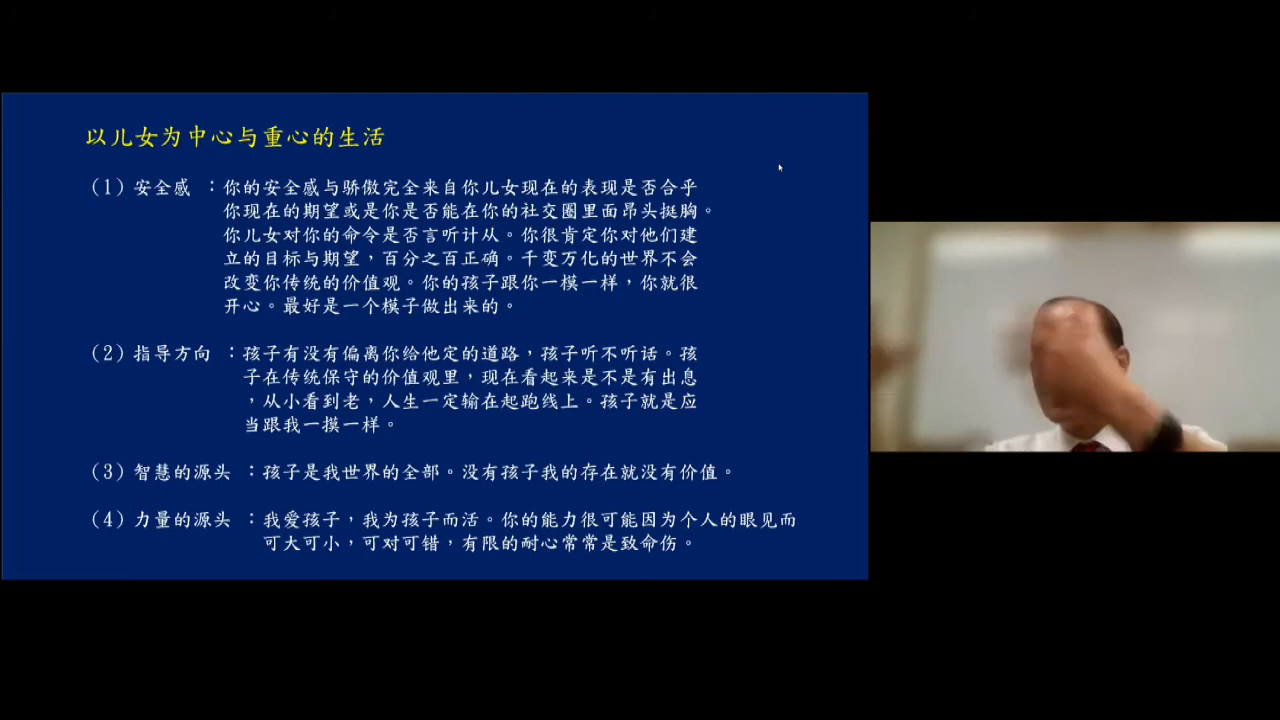 以儿女为中心与重心的生活
（1）安全感 ：你的安全感与骄傲完全来自你儿女现在的表现是否合乎
你现在的期望或是你是否能在你的社交圈里面昂头挺胸。
你儿女对你的命令是否言听计从。你很肯定你对他们建
立的目标与期望，百分之百正确。千变万化的世界不会
改变你传统的价值观。你的孩子跟你一模一样，你就很
开心。最好是一个模子做出来的。
（2）指导方向 ：孩子有没有偏离你给他定的道路，孩子听不听话。孩
子在传统保守的价值观里，现在看起来是不是有出息
，从小看到老，人生一定输在起跑线上。孩子就是应
当跟我一摸一样。
（3）智慧的源头 ：孩子是我世界的全部。没有孩子我的存在就没有价值。
（4）力量的源头 ：我爱孩子，我为孩子而活。你的能力很可能因为个人的眼见而
可大可小，可对可错，有限的耐心常常是致命伤。